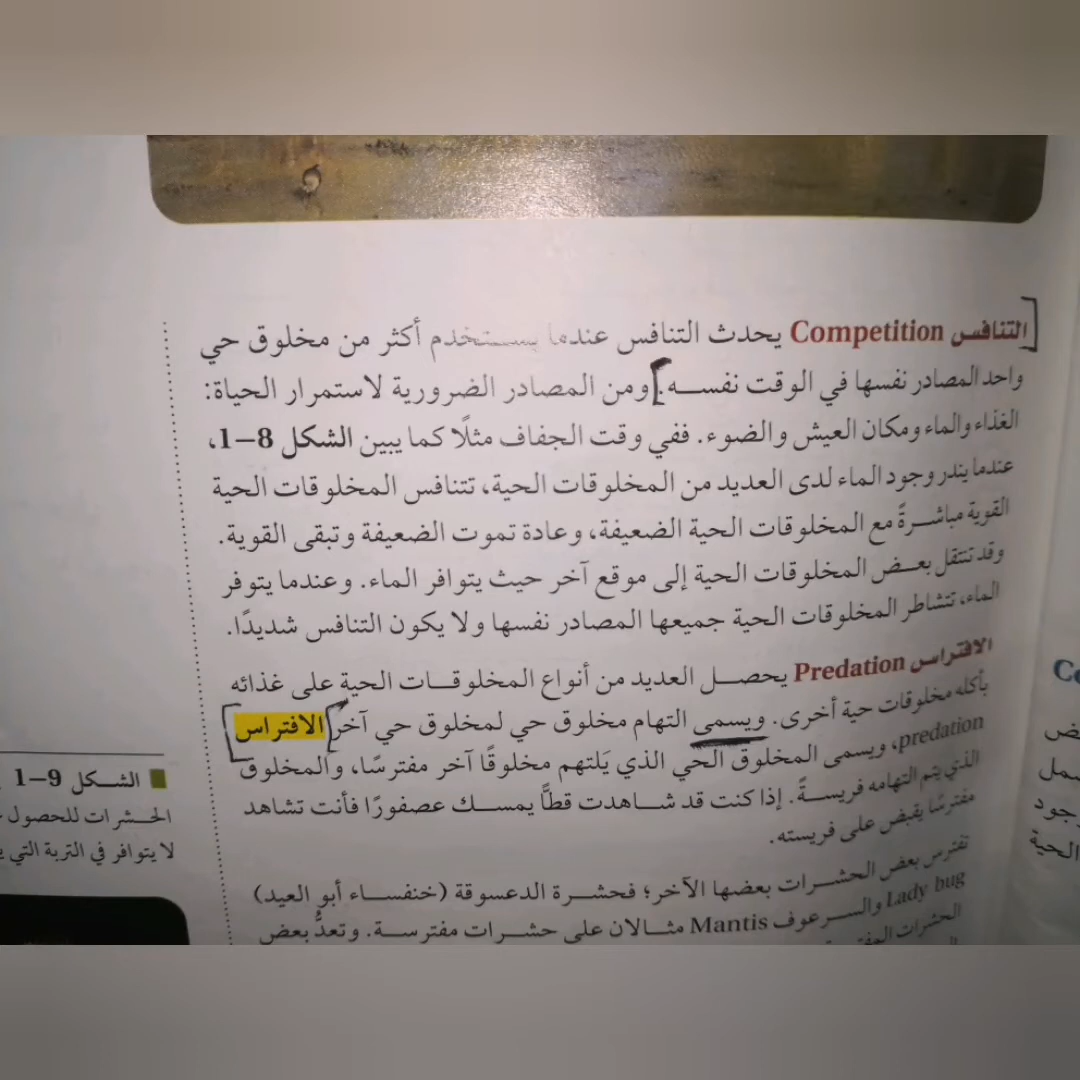 التنافس Competition يحدث التنافس عندما يستخدم أكثر من مخلوق حي
واحد المصادر نفسها في الوقت نفسه. ومن المصادر الضرورية لاستمرار الحياة:
الغذاء والماء ومكان العيش والضوء. ففي وقت الجفاف مثلًا كما يبين الشكل 8-1،
عندما يندر وجود الماء لدى العديد من المخلوقات الحية، تتنافس المخلوقات الحية
القوية مباشرةً مع المخلوقات الحية الضعيفة، وعادة تموت الضعيفة وتبقى القوية.
وقد تنتقل بعض المخلوقات الحية إلى موقع آخر حيث يتوافر الماء. وعندما يتوفر
الماء، تتشاطر المخلوقات الحية جميعها المصادر نفسها ولا يكون التنافس شديدًا.
الافتراس Predation يحصل العديد من أنواع المخلوقات الحية على غذائه
بأكله مخلوقات حية أخرى. ويسمى التهام مخلوق حي لمخلوق حي آخر الافتراس
predation، ويسمى المخلوق الحي الذي يَلتهم مخلوقًا آخر مفترسًا، والمخلوق
الذي يتم التهامه فريسةً. إذا كنت قد شاهدت قطًّا يمسك عصفورًا فأنت تشاهد
مفترسًا يقبض على فريسته.
تفترس بعض الحشرات بعضها الآخر؛ فحشرة الدعسوقة (خنفساء أبو العيد)
Lady bug والسرعوف Mantis مثالان على حشرات مفترسة. وتعدُّ بعض
الحشرات
الشكل 9-1
الحشرات للحصول
لا يتوافر في التربة التي
جود
الحية